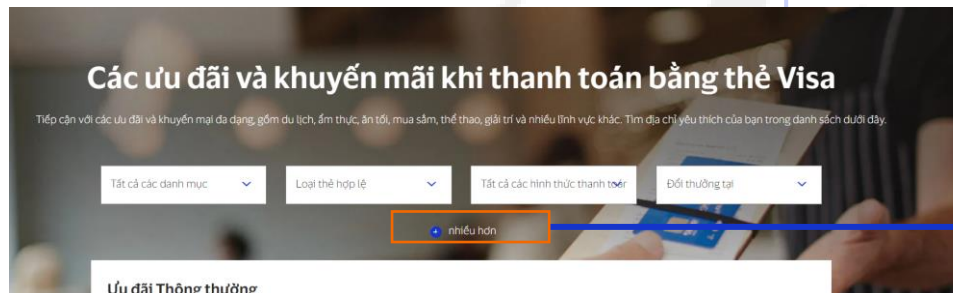 Các ưu đãi và khuyến mãi khi thanh toán bằng thẻ Visa
Tiếp cận với các ưu đãi và khuyến mại đa dạng, gồm du lịch, ẩm thực, ăn tối, mua sắm, thể thao, giải trí và nhiều lĩnh vực khác. Tìm địa chỉ yêu thích của bạn trong danh sách dưới đây.
Tất cả các danh mục
Loại thẻ hợp lệ
Tất cả các hình thức thanh toán
Đổi thưởng tại
nhiều hơn
Ưu đãi Thông thường